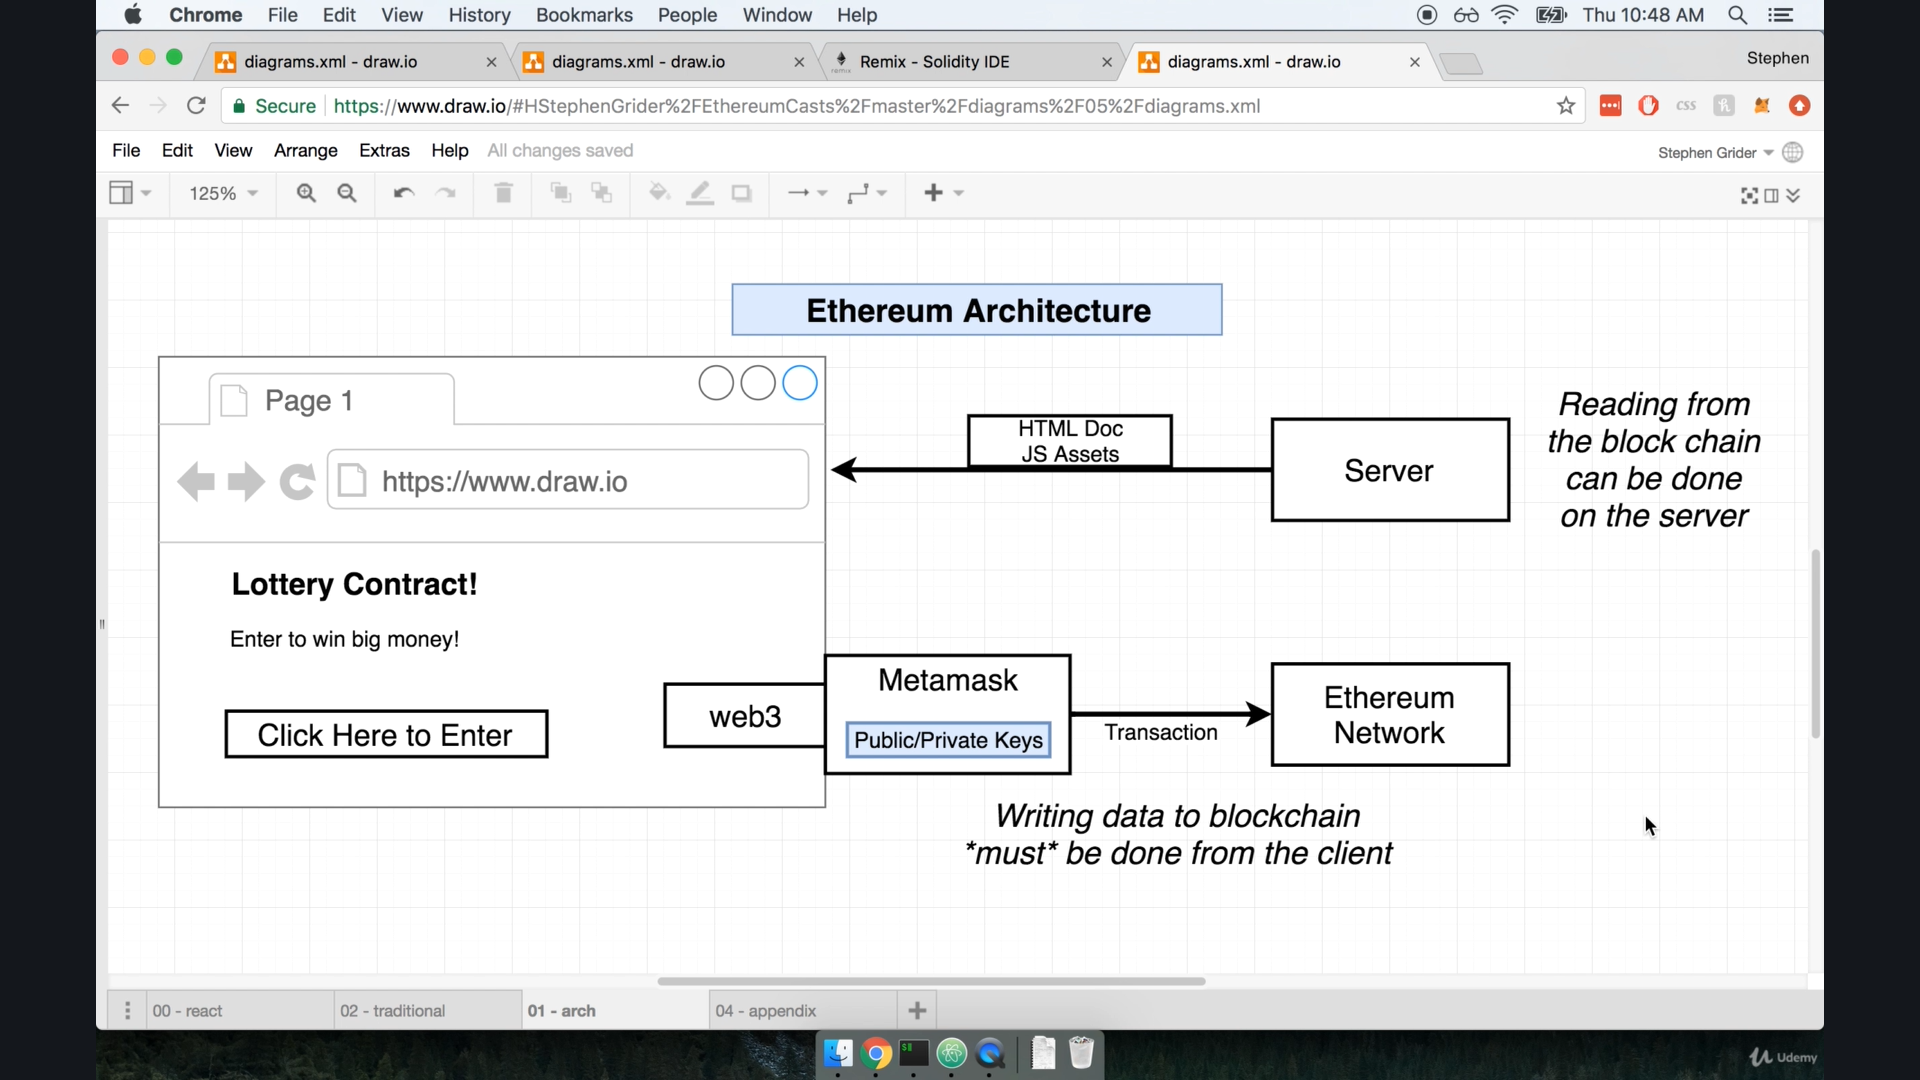 Chrome File Edit View History Bookmarks People Window Help Thu 10:48 AM
diagrams.xml - draw.io diagrams.xml - draw.io remix Remix - Solidity IDE diagrams.xml - draw.io Stephen
Secure https://www.draw.io/#HStephenGrider%2FEthereumCasts%2Fmaster%2Fdiagrams%2F05%2Fdiagrams.xml css
File Edit View Arrange Extras Help All changes saved Stephen Grider
125%
Ethereum Architecture
Page 1
https://www.draw.io
HTML Doc
JS Assets
Server
Reading from
the block chain
can be done
on the server
Lottery Contract!
Enter to win big money!
Click Here to Enter
web3
Metamask
Public/Private Keys
Transaction
Ethereum
Network
Writing data to blockchain
*must* be done from the client
00 - react 02 - traditional 01 - arch 04 - appendix
Udemy